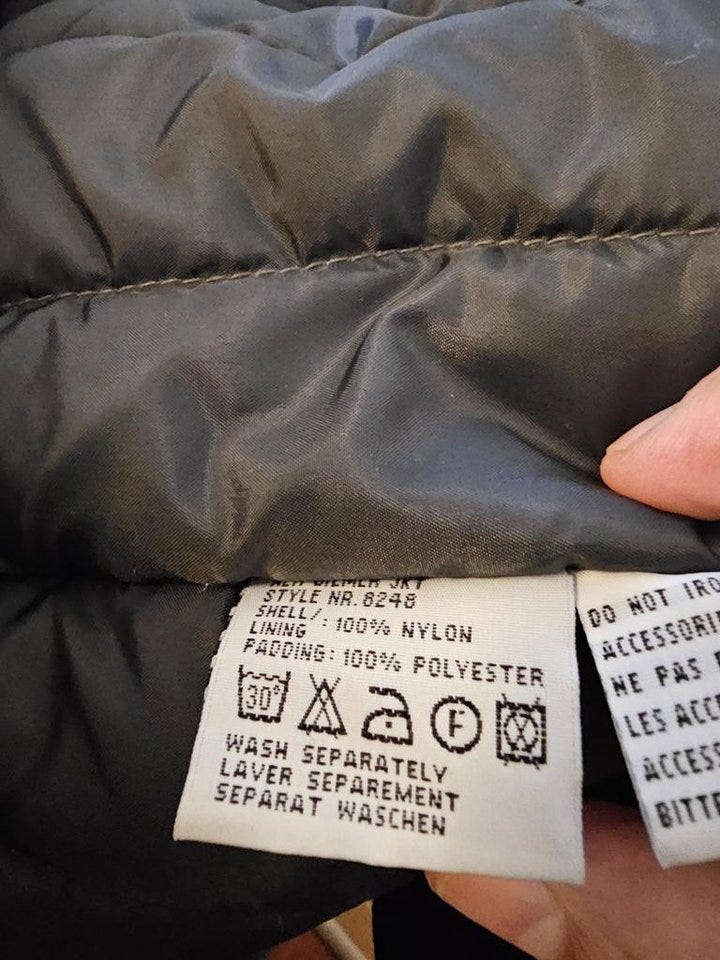 STYLE NR.8248
SHELL/:
LINING : 100% NYLON
PADDING: 100% POLYESTER
30° F
WASH SEPARATELY
LAVER SEPAREMENT
SEPARAT WASCHEN
DO NOT IRO
ACCESSORI
NE PAS
LES ACC
ACCESS
BITTE